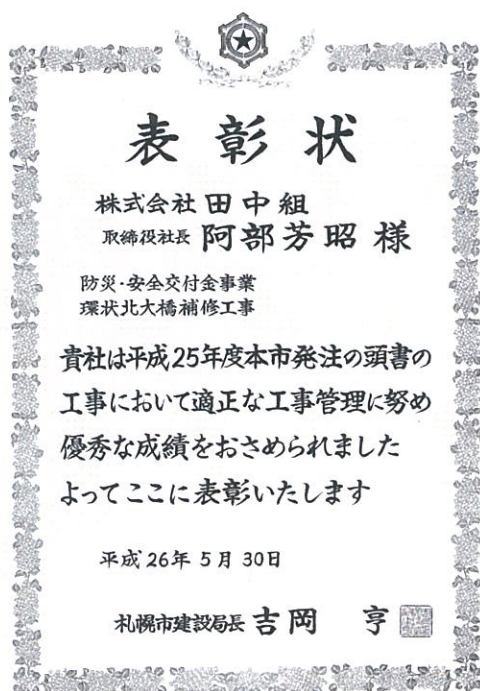 表彰状
株式会社 田中組
取締役社長 阿部芳昭 様
防災・安全交付金事業
環状北大橋補修工事
貴社は平成25年度本市発注の頭書の
工事において適正な工事管理に努め
優秀な成績をおさめられました
よってここに表彰いたします
平成26年5月30日
札幌市建設局長 吉岡 亨